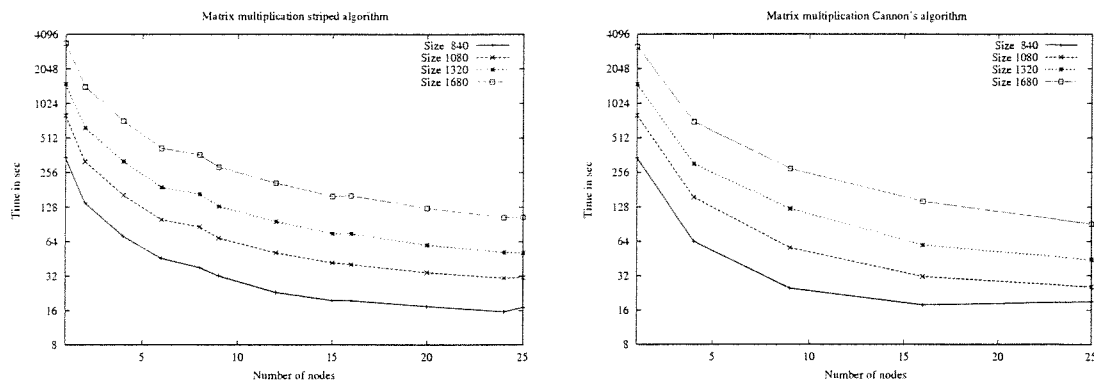 Matrix multiplication striped algorithm
4096
2048
1024
512
256
128
64
32
16
8
Time in sec
5
10
15
20
25
Number of nodes
Size 840
Size 1080
Size 1320
Size 1680
Matrix multiplication Cannon's algorithm
4096
2048
1024
512
256
128
64
32
16
8
Time in sec
5
10
15
20
25
Number of nodes
Size 840
Size 1080
Size 1320
Size 1680